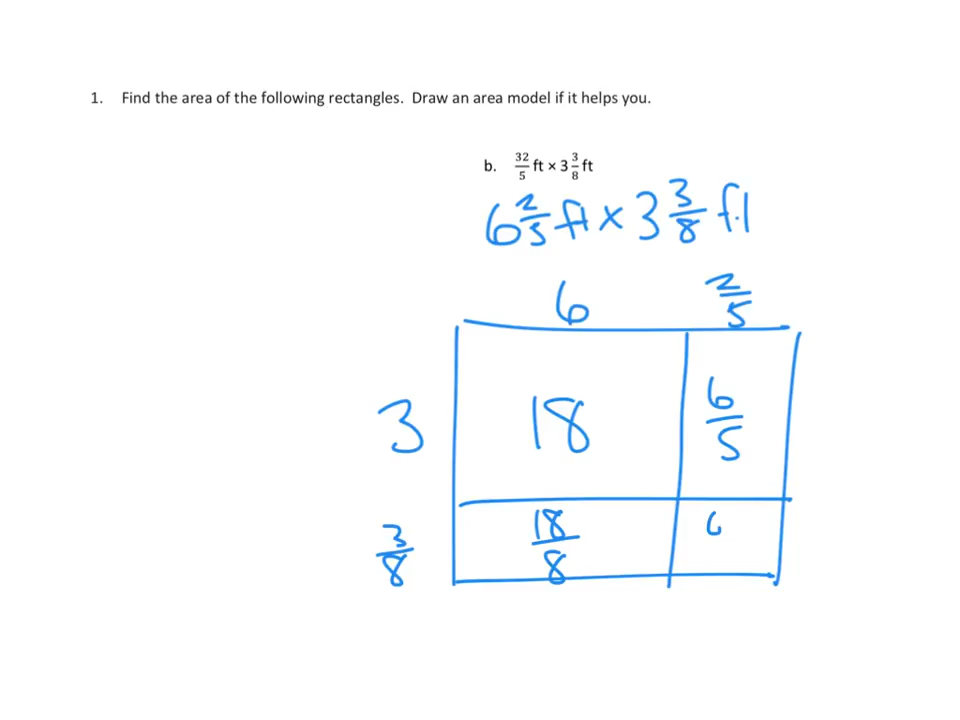 1. Find the area of the following rectangles. Draw an area model if it helps you.
b. 32/5 ft × 3 3/8 ft
6 2/5 ft × 3 3/8 ft
6 2/5
3 18 6/5
3/8 18/8 6